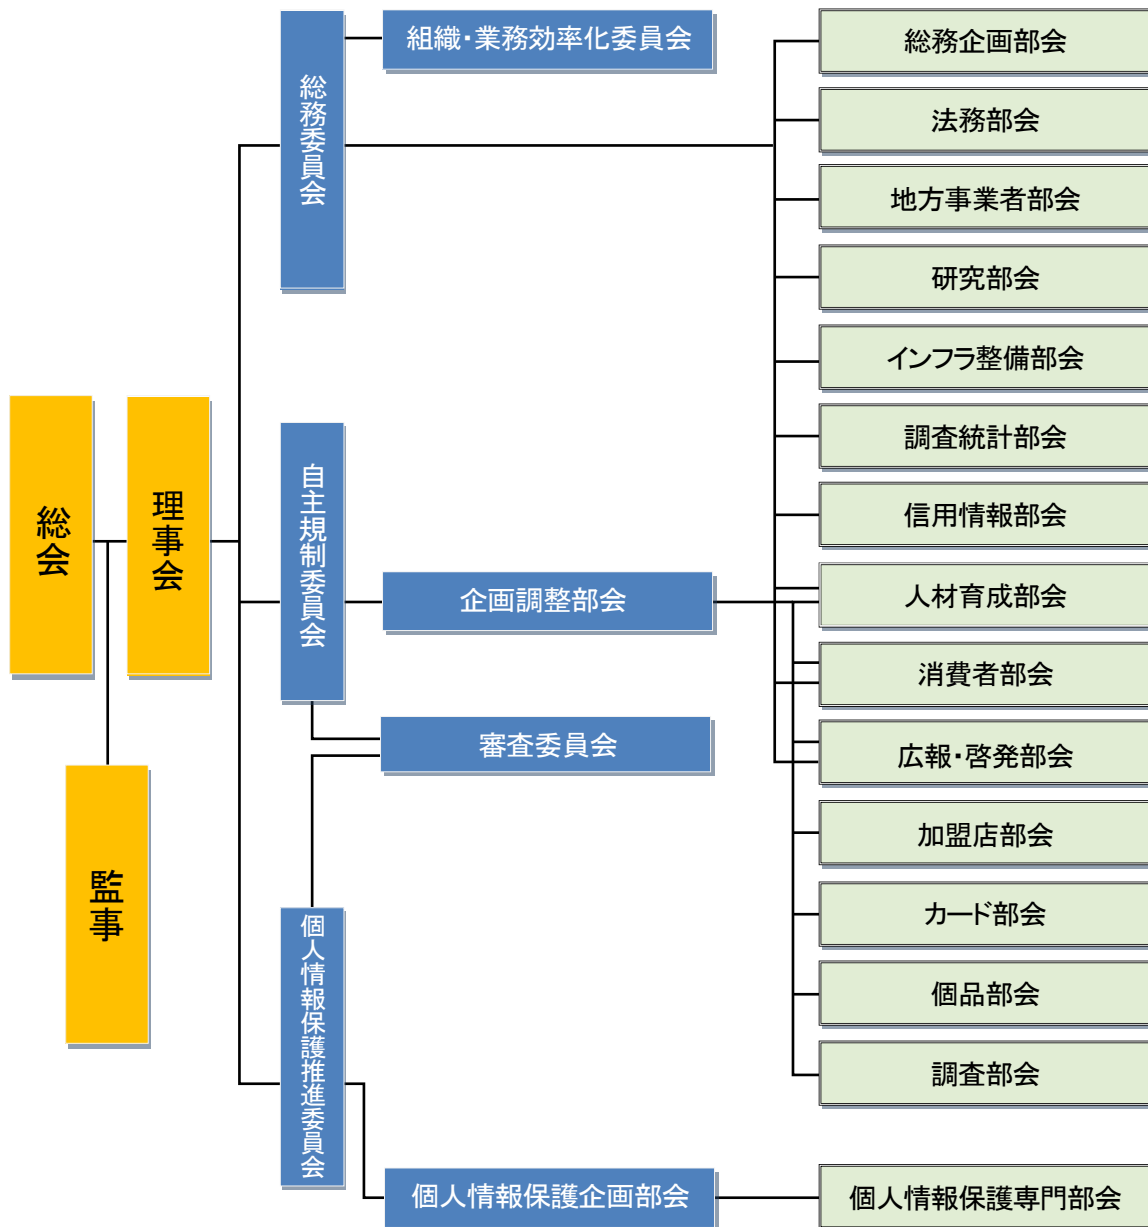 総会
理事会
監事
総務委員会
自主規制委員会
個人情報保護推進委員会
組織・業務効率化委員会
企画調整部会
審査委員会
個人情報保護企画部会
総務企画部会
法務部会
地方事業者部会
研究部会
インフラ整備部会
調査統計部会
信用情報部会
人材育成部会
消費者部会
広報・啓発部会
加盟店部会
カード部会
個品部会
調査部会
個人情報保護専門部会